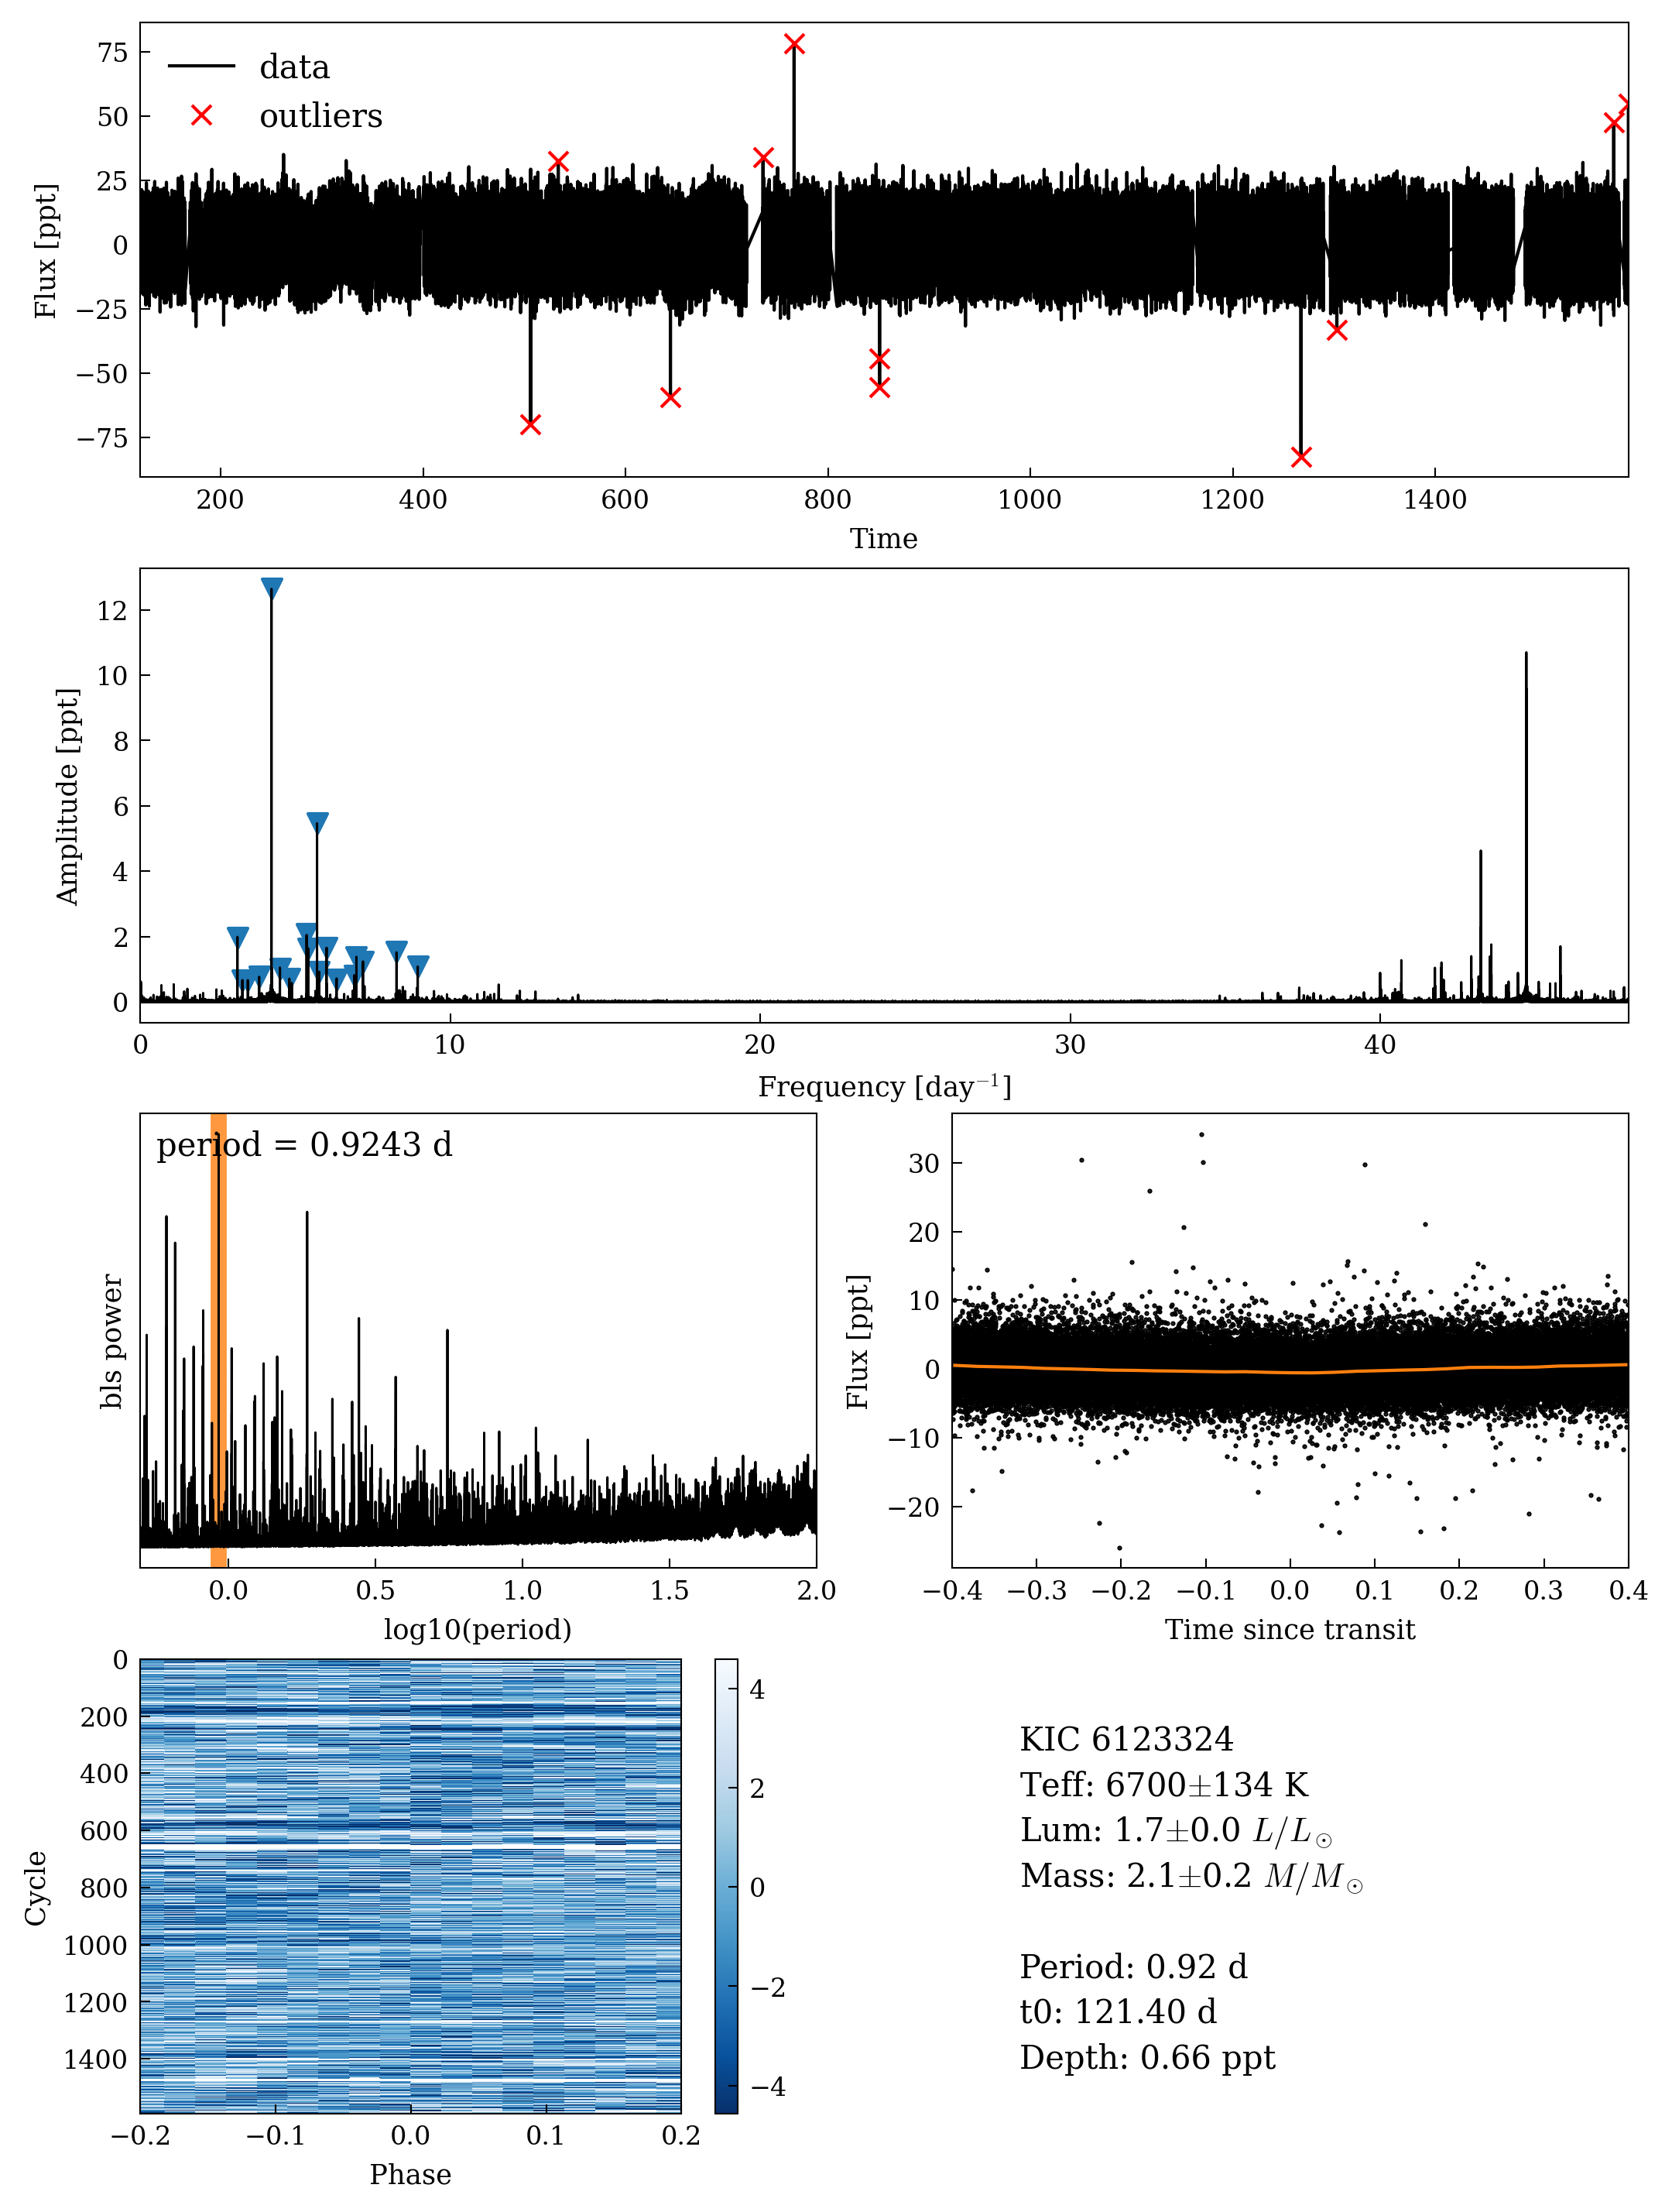 75
50
25
0
−25
−50
−75
Flux [ppt]
data
outliers
200 400 600 800 1000 1200 1400
Time
12
10
8
6
4
2
0
Amplitude [ppt]
0 10 20 30 40
Frequency [day⁻¹]
period = 0.9243 d
bls power
0.0 0.5 1.0 1.5 2.0
log10(period)
30
20
10
0
−10
−20
Flux [ppt]
−0.4 −0.3 −0.2 −0.1 0.0 0.1 0.2 0.3 0.4
Time since transit
0
200
400
600
800
1000
1200
1400
Cycle
−0.2 −0.1 0.0 0.1 0.2
Phase
4
2
0
−2
−4
KIC 6123324
Teff: 6700±134 K
Lum: 1.7±0.0 L/L☉
Mass: 2.1±0.2 M/M☉
Period: 0.92 d
t0: 121.40 d
Depth: 0.66 ppt